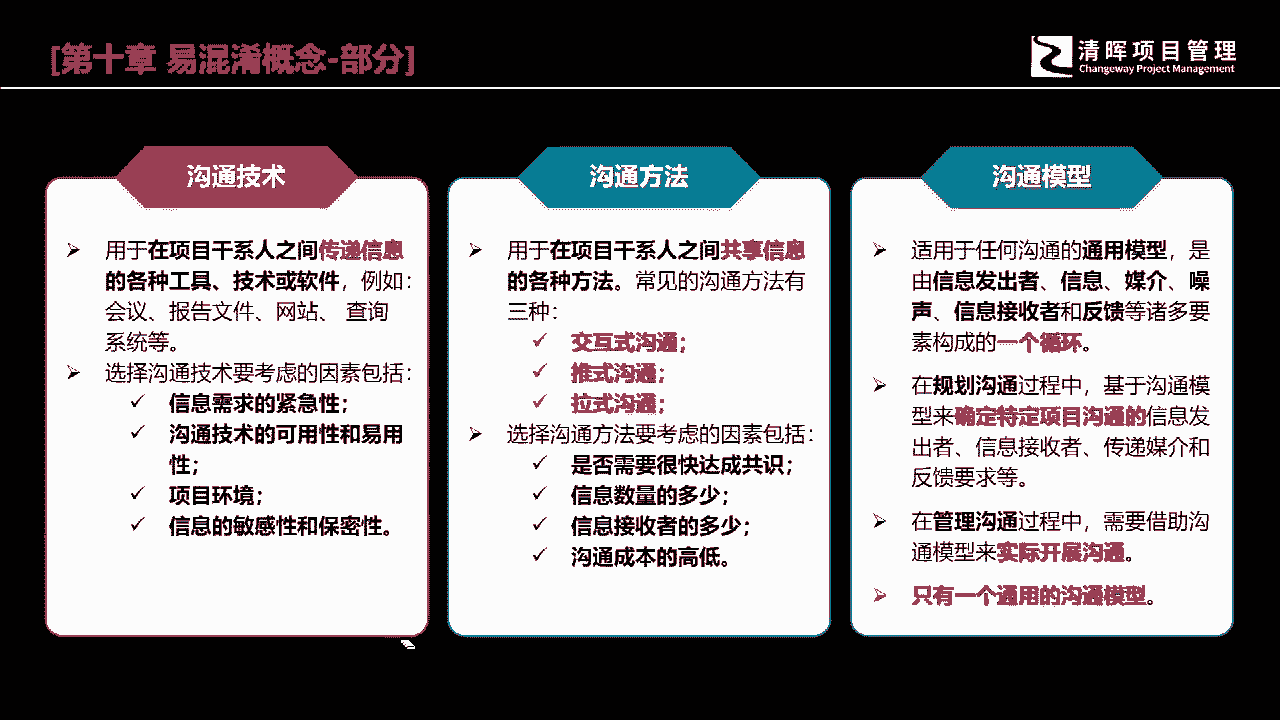 [第十章 易混淆概念-部分]
清晖项目管理
Changeway Project Management
沟通技术
➢ 用于在项目干系人之间传递信息
的各种工具、技术或软件，例如：
会议、报告文件、网站、 查询
系统等。
➢ 选择沟通技术要考虑的因素包括：
✓ 信息需求的紧急性；
✓ 沟通技术的可用性和易用
性；
✓ 项目环境；
✓ 信息的敏感性和保密性。
沟通方法
➢ 用于在项目干系人之间共享信息
的各种方法。常见的沟通方法有
三种：
✓ 交互式沟通；
✓ 推式沟通；
✓ 拉式沟通；
➢ 选择沟通方法要考虑的因素包括：
✓ 是否需要很快达成共识；
✓ 信息数量的多少；
✓ 信息接收者的多少；
✓ 沟通成本的高低。
沟通模型
➢ 适用于任何沟通的通用模型，是
由信息发出者、信息、媒介、噪
声、信息接收者和反馈等诸多要
素构成的一个循环。
➢ 在规划沟通过程中，基于沟通模
型来确定特定项目沟通的信息发
出者、信息接收者、传递媒介和
反馈要求等。
➢ 在管理沟通过程中，需要借助沟
通模型来实际开展沟通。
➢ 只有一个通用的沟通模型。